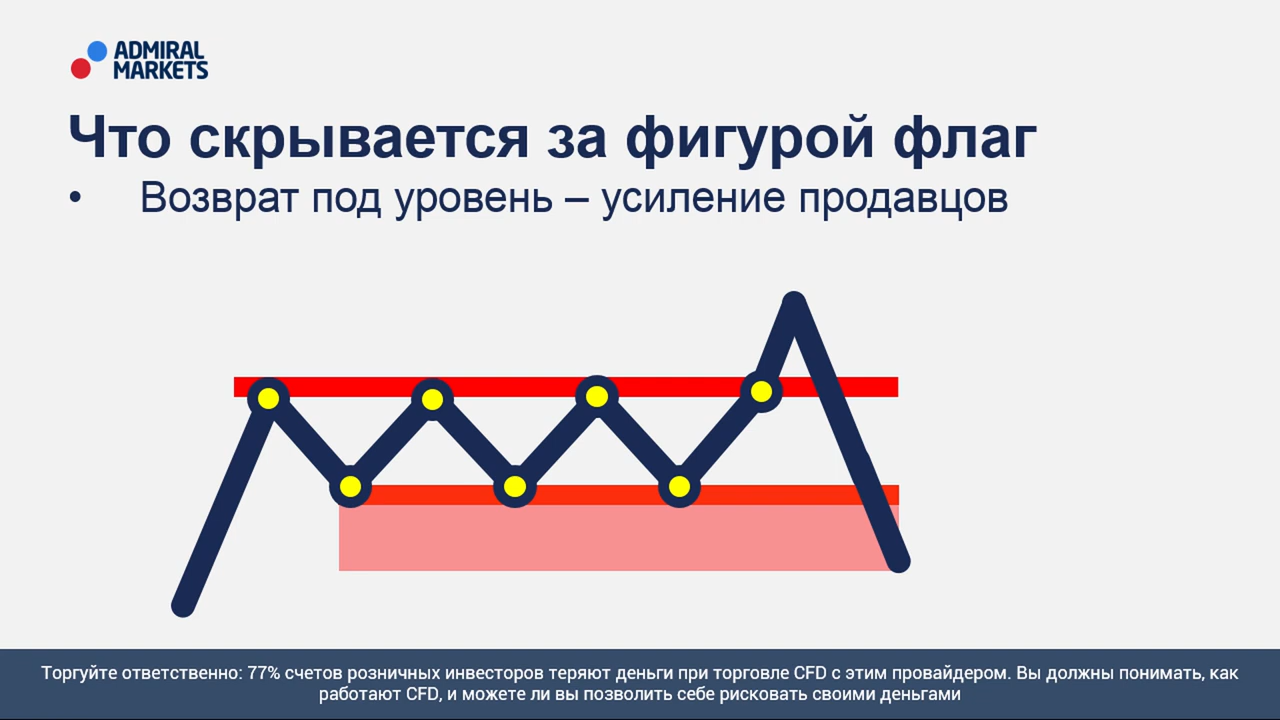 ADMIRAL
MARKETS
Что скрывается за фигурой флаг
• Возврат под уровень – усиление продавцов
Торгуйте ответственно: 77% счетов розничных инвесторов теряют деньги при торговле CFD с этим провайдером. Вы должны понимать, как
работают CFD, и можете ли вы позволить себе рисковать своими деньгами